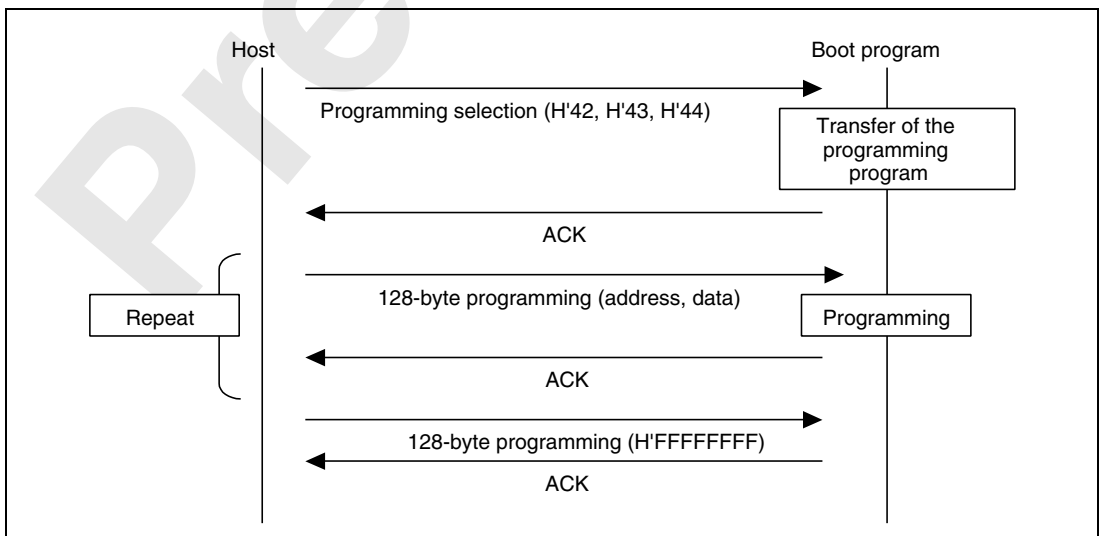 Host
Boot program
Programming selection (H'42, H'43, H'44)
Transfer of the
programming
program
ACK
128-byte programming (address, data)
Repeat
Programming
ACK
128-byte programming (H'FFFFFFFF)
ACK
Pre